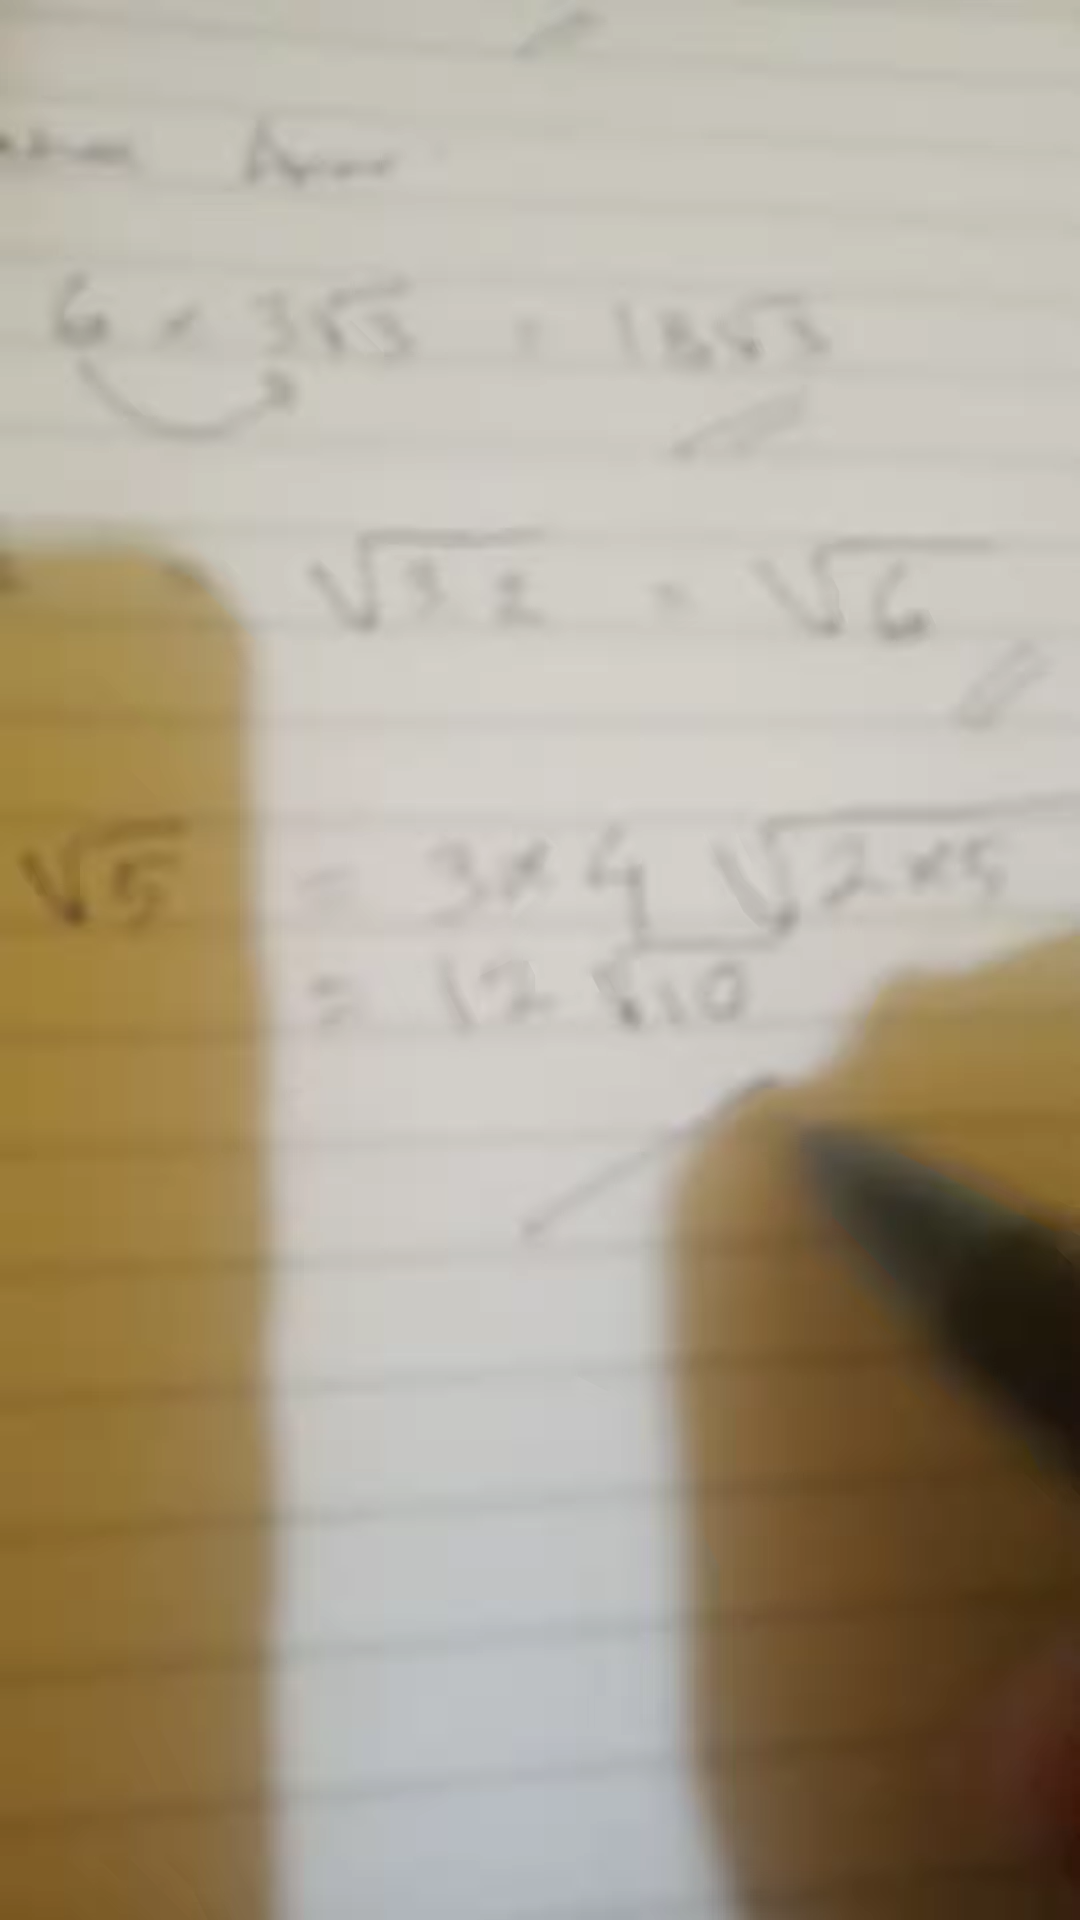 6 × 3√3 = 18√3
√3 2 = √6
√5 = 3×4 √2×5
= 12 √10